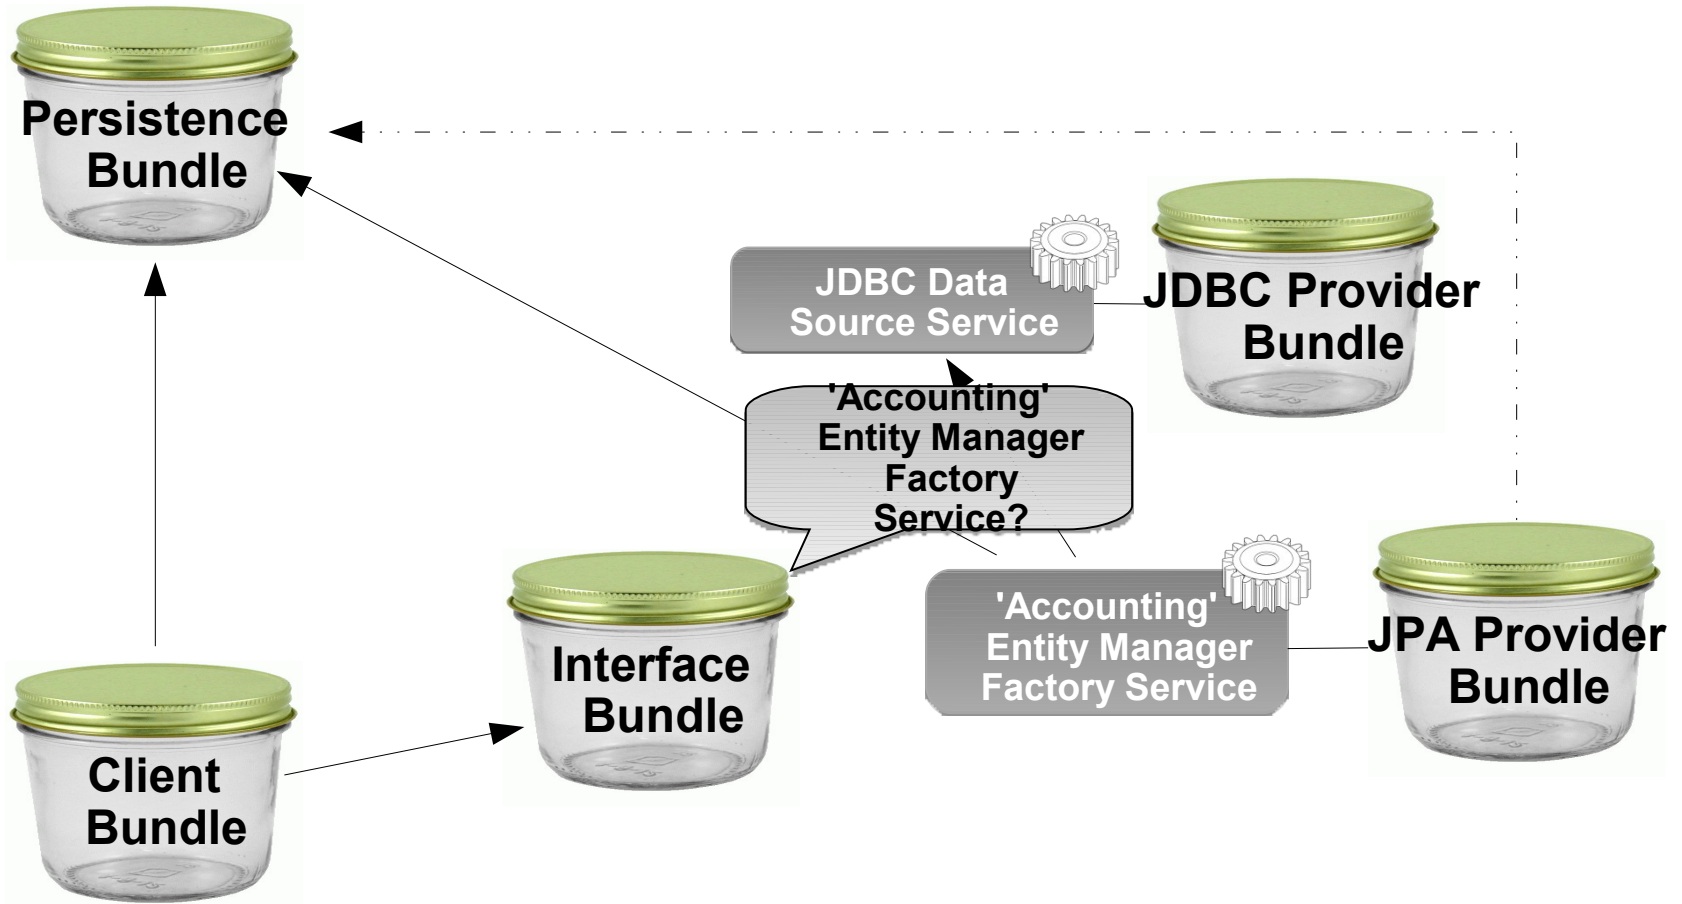 Persistence
Bundle
JDBC Data
Source Service
JDBC Provider
Bundle
'Accounting'
Entity Manager
Factory
Service?
Interface
Bundle
'Accounting'
Entity Manager
Factory Service
JPA Provider
Bundle
Client
Bundle